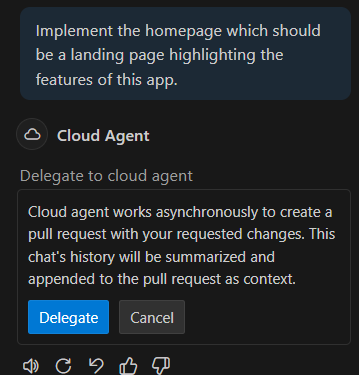 Implement the homepage which should
be a landing page highlighting the
features of this app.
Cloud Agent
Delegate to cloud agent
Cloud agent works asynchronously to create a
pull request with your requested changes. This
chat's history will be summarized and
appended to the pull request as context.
Delegate
Cancel